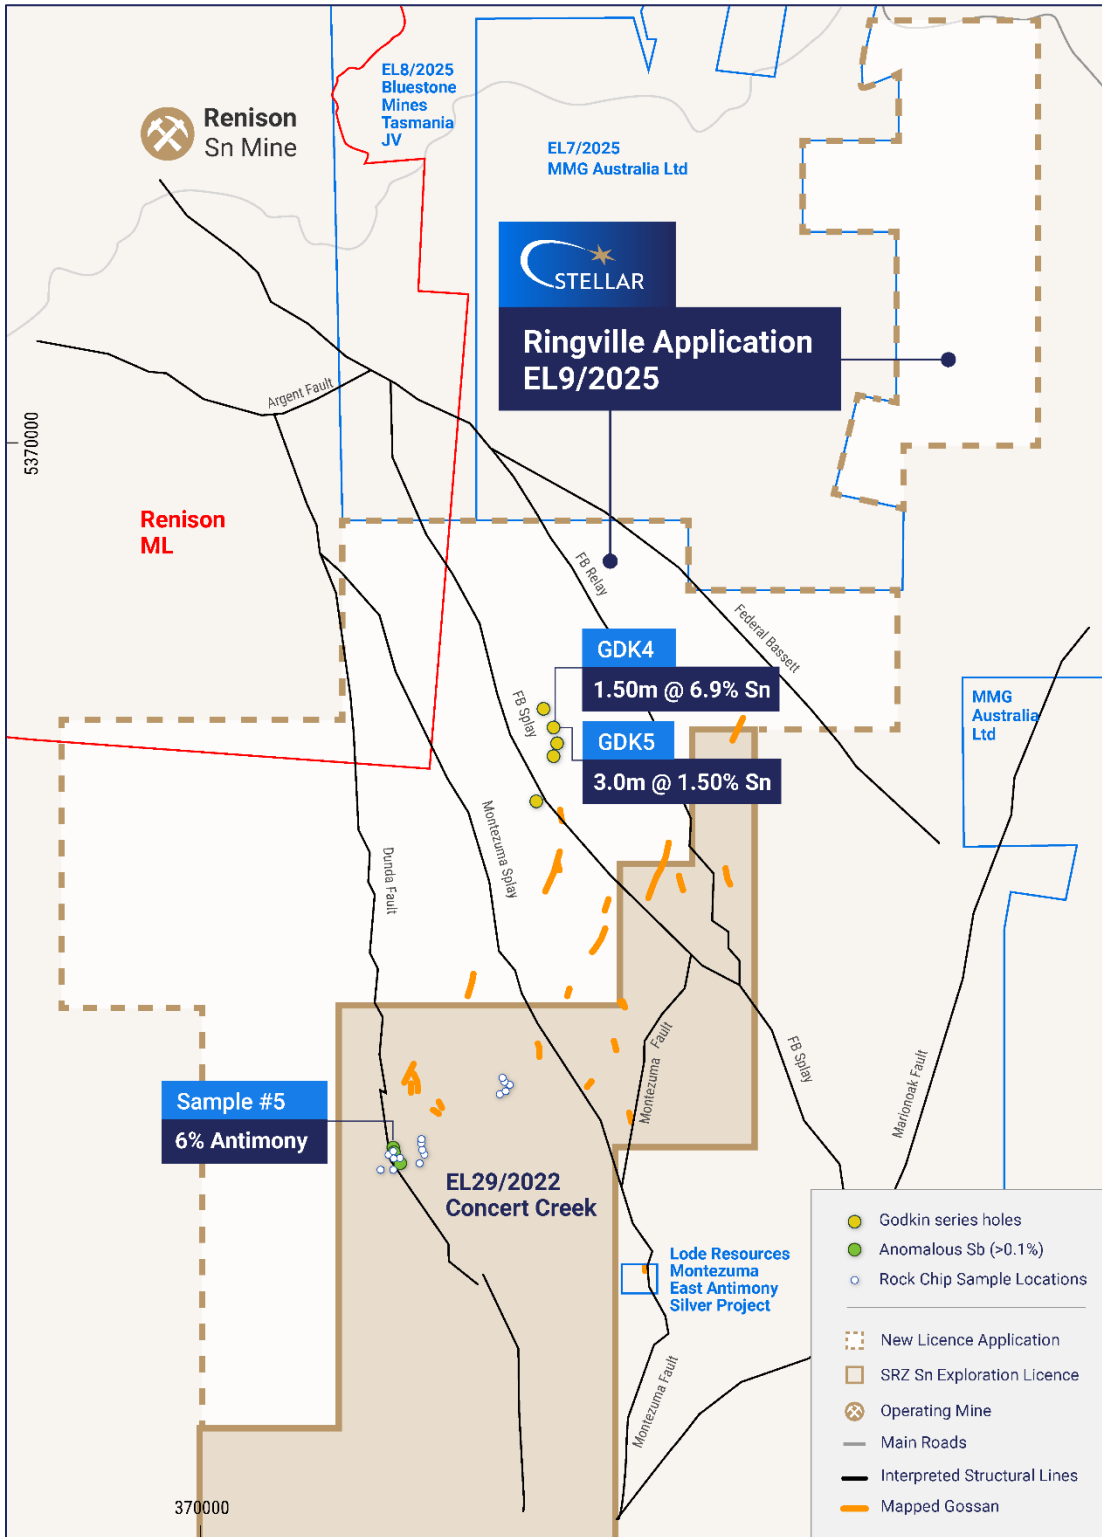 EL8/2025
Bluestone
Mines
Tasmania
JV
Renison
Sn Mine
EL7/2025
MMG Australia Ltd
STELLAR
Ringville Application
EL9/2025
Argent Fault
5370000
Renison
ML
FB Relay
Federal Bassett
GDK4
1.50m @ 6.9% Sn
FB Splay
GDK5
3.0m @ 1.50% Sn
MMG
Australia
Ltd
Montezuma Splay
Dunda Fault
Montezuma Fault
FB Splay
Marionoak Fault
Sample #5
6% Antimony
EL29/2022
Concert Creek
Lode Resources
Montezuma
East Antimony
Silver Project
Montezuma Fault
370000
Godkin series holes
Anomalous Sb (>0.1%)
Rock Chip Sample Locations
New Licence Application
SRZ Sn Exploration Licence
Operating Mine
Main Roads
Interpreted Structural Lines
Mapped Gossan